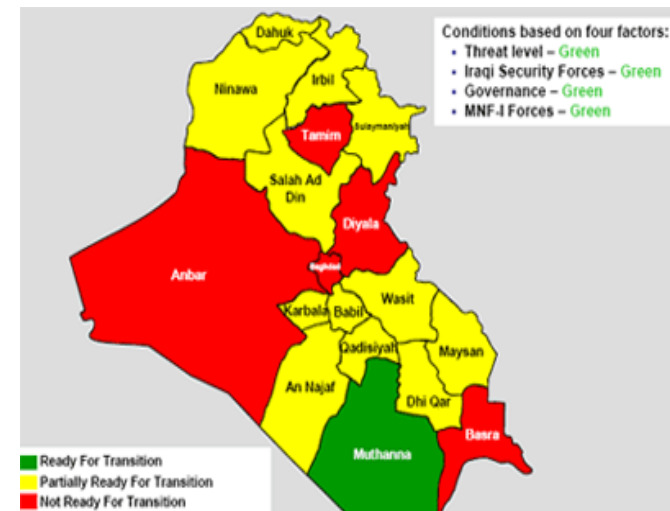 Conditions based on four factors:
• Threat level – Green
• Iraqi Security Forces – Green
• Governance – Green
• MNF-I Forces – Green
Dahuk
Ninawa
Irbil
Sulaymaniyah
Tamim
Salah Ad
Din
Diyala
Baghdad
Anbar
Wasit
Karbala
Babil
Qadisiyah
Maysan
An Najaf
Dhi Qar
Basra
Muthanna
Ready For Transition
Partially Ready For Transition
Not Ready For Transition